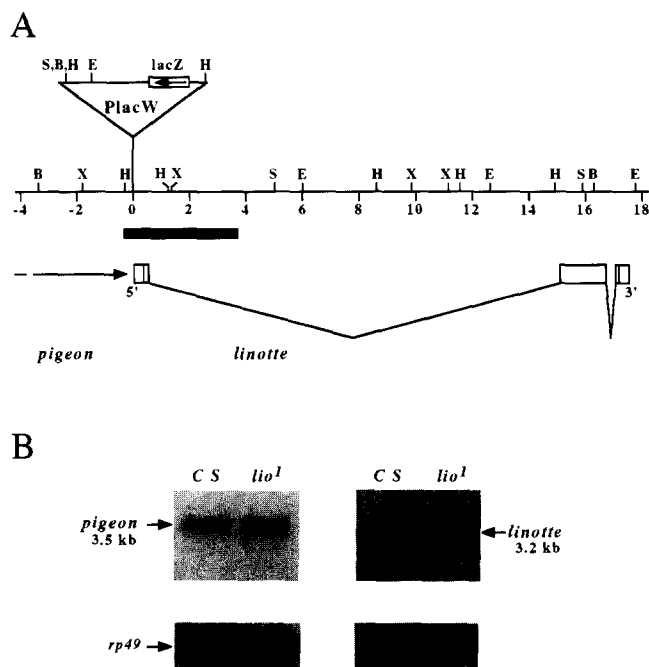 A
S,B,H E lacZ H
PlacW
B X H H X S E H X X H E H S B E
-4 -2 0 2 4 6 8 10 12 14 16 18
5' 3'
pigeon linotte
B
C S lio1 C S lio1
pigeon
3.5 kb
linotte
3.2 kb
rp49